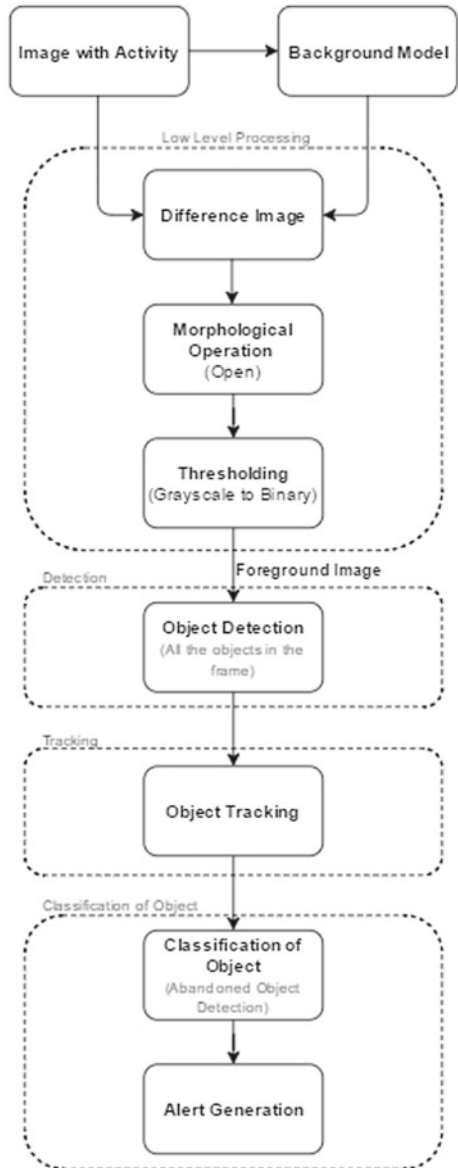 Image with Activity
Background Model
Low Level Processing
Difference Image
Morphological
Operation
(Open)
Thresholding
(Grayscale to Binary)
Foreground Image
Detection
Object Detection
(All the objects in the
frame)
Tracking
Object Tracking
Classification of Object
Classification of
Object
(Abandoned Object
Detection)
Alert Generation